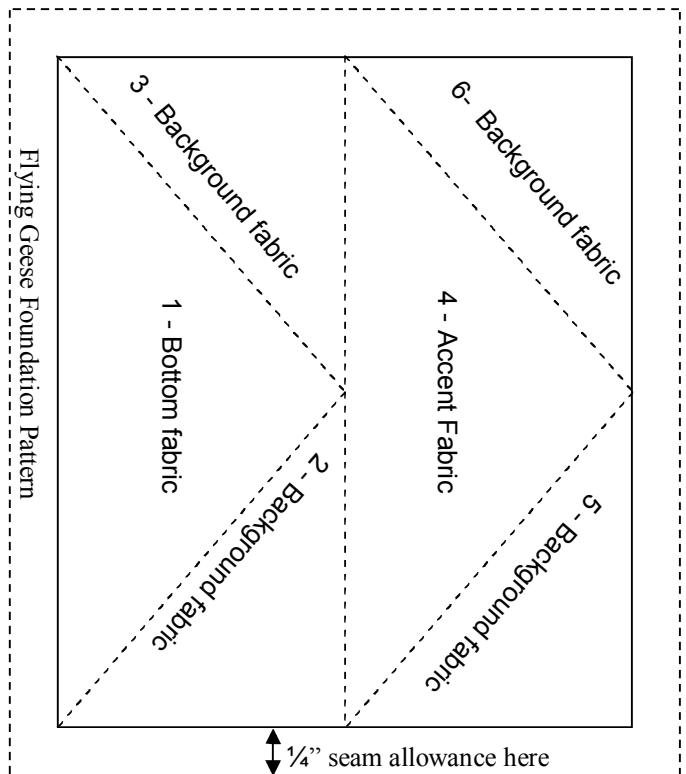 Flying Geese Foundation Pattern
3 - Background fabric
6- Background fabric
1 - Bottom fabric
4 - Accent Fabric
2 - Background fabric
5 - Background fabric
¼” seam allowance here